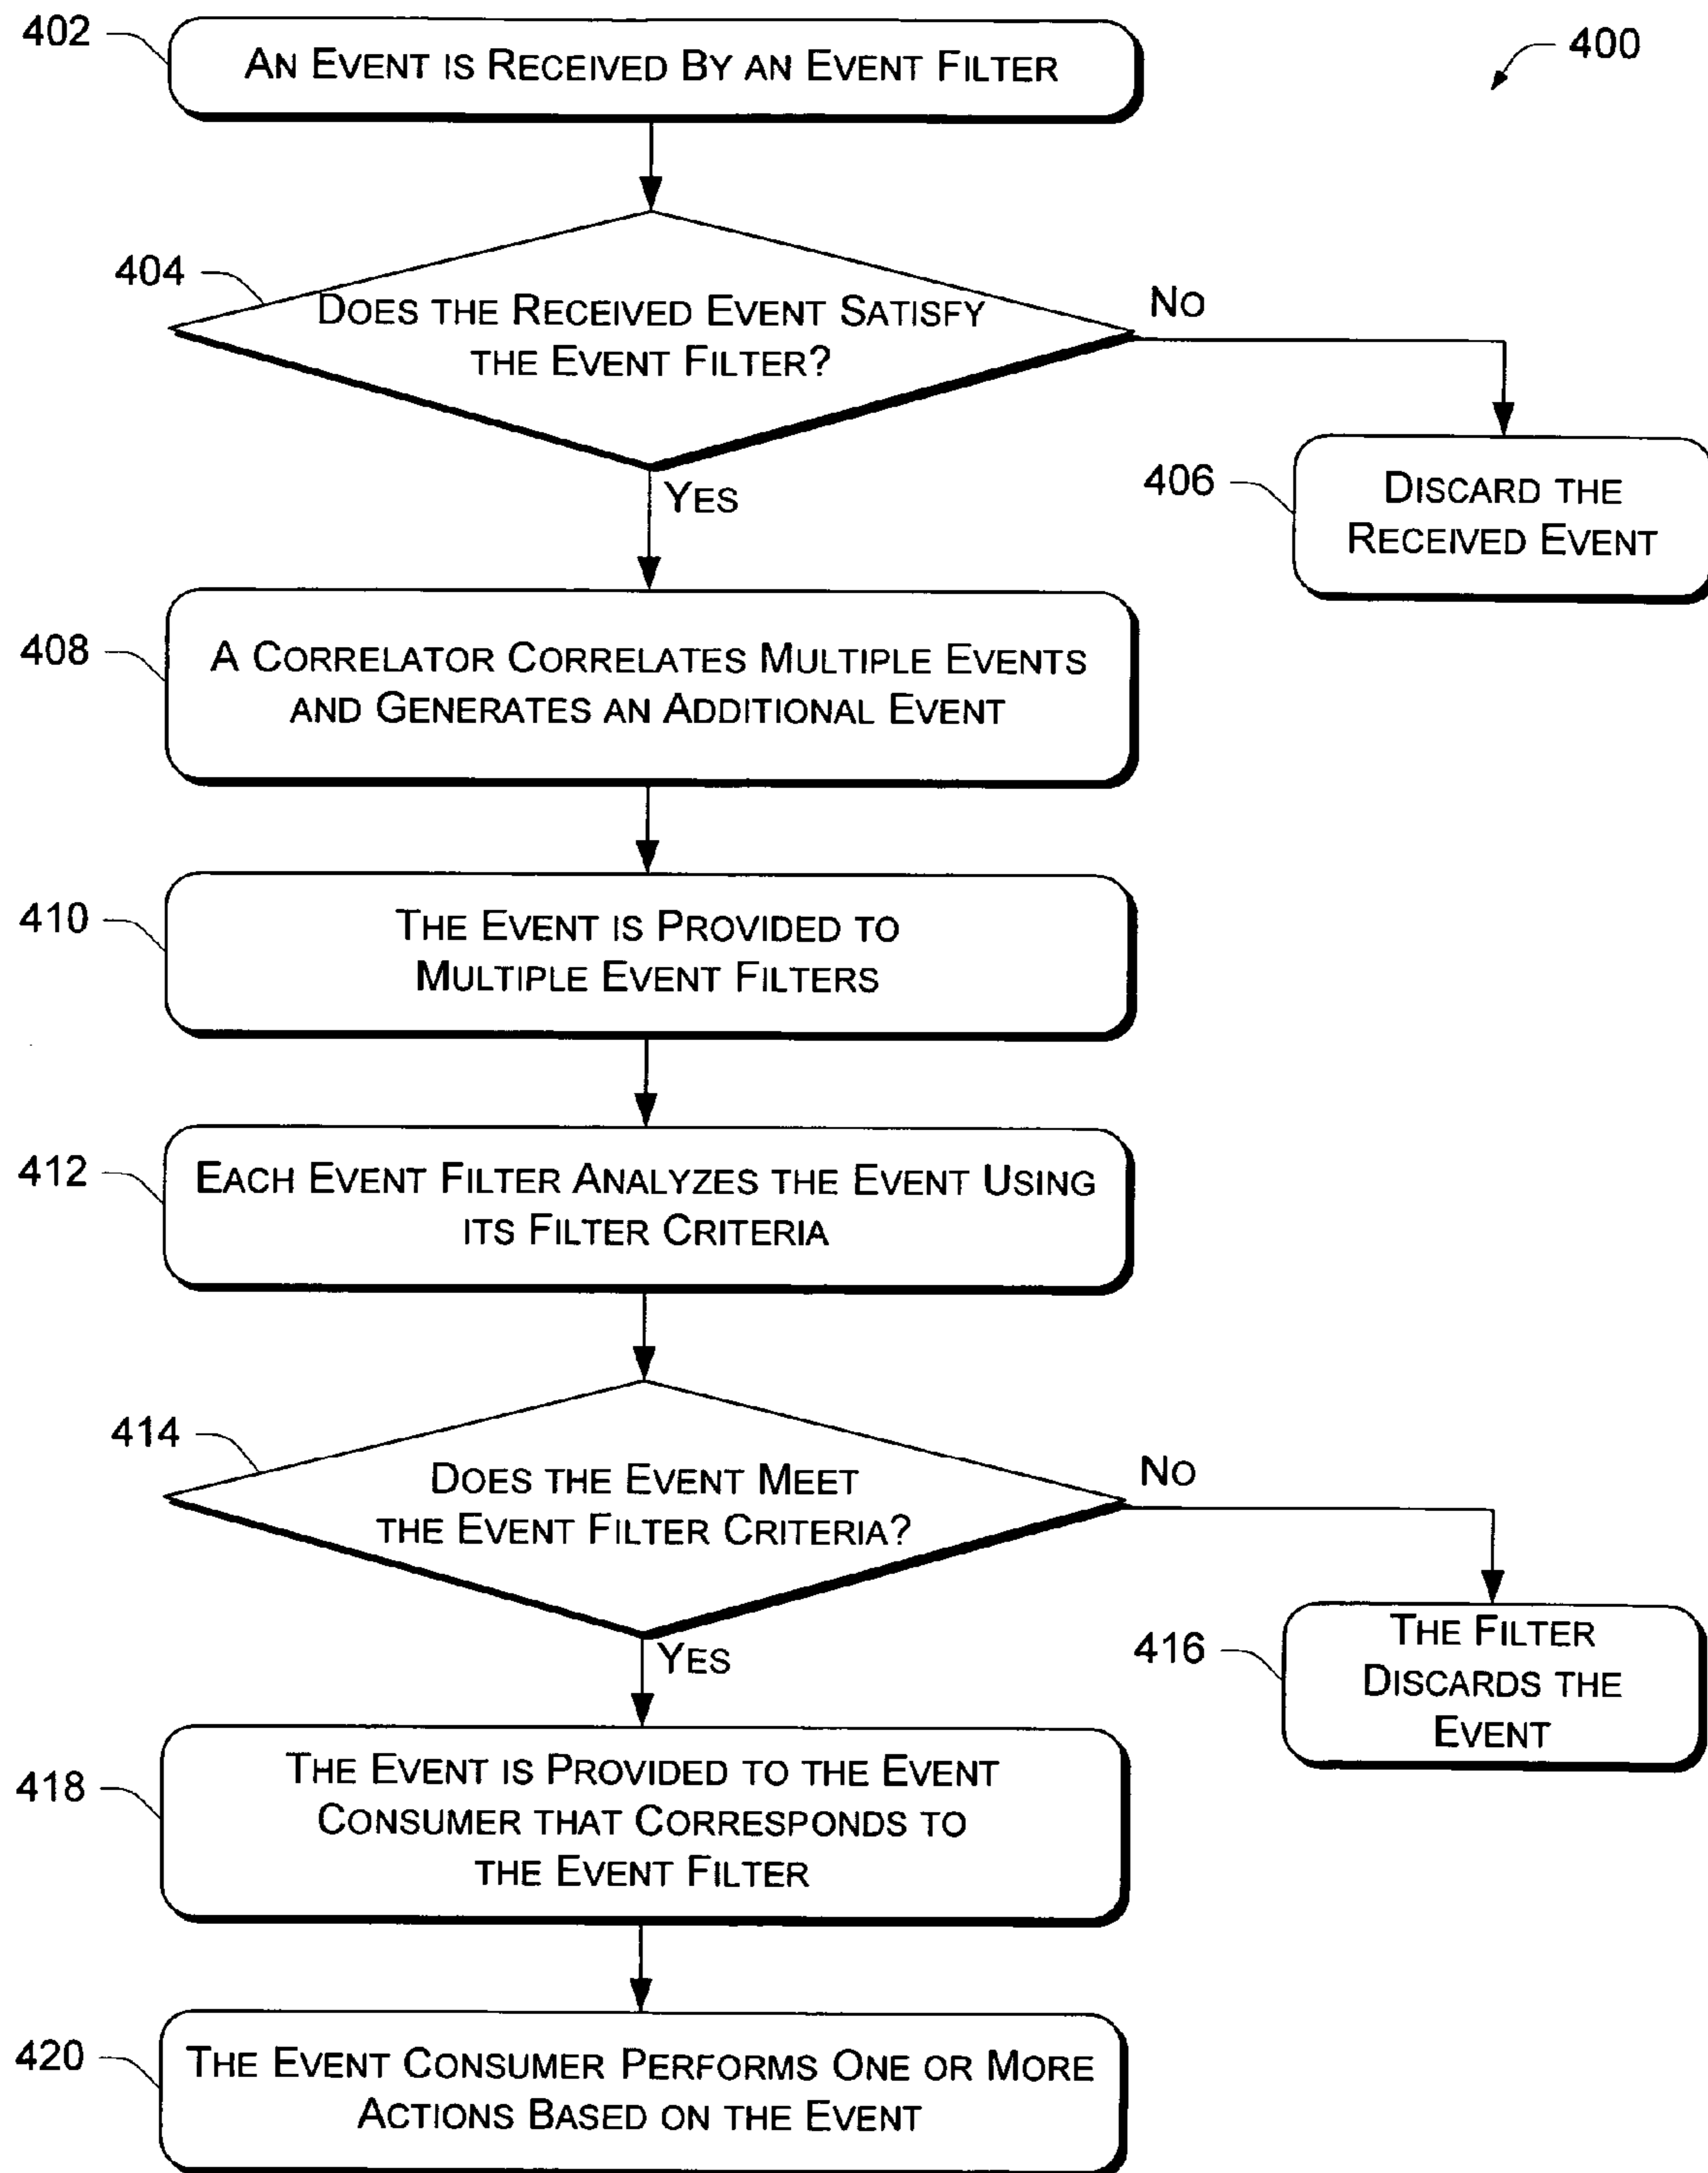 402
AN EVENT IS RECEIVED BY AN EVENT FILTER
400
404
DOES THE RECEIVED EVENT SATISFY
THE EVENT FILTER?
NO
YES
406
DISCARD THE
RECEIVED EVENT
408
A CORRELATOR CORRELATES MULTIPLE EVENTS
AND GENERATES AN ADDITIONAL EVENT
410
THE EVENT IS PROVIDED TO
MULTIPLE EVENT FILTERS
412
EACH EVENT FILTER ANALYZES THE EVENT USING
ITS FILTER CRITERIA
414
DOES THE EVENT MEET
THE EVENT FILTER CRITERIA?
NO
YES
416
THE FILTER
DISCARDS THE
EVENT
418
THE EVENT IS PROVIDED TO THE EVENT
CONSUMER THAT CORRESPONDS TO
THE EVENT FILTER
420
THE EVENT CONSUMER PERFORMS ONE OR MORE
ACTIONS BASED ON THE EVENT